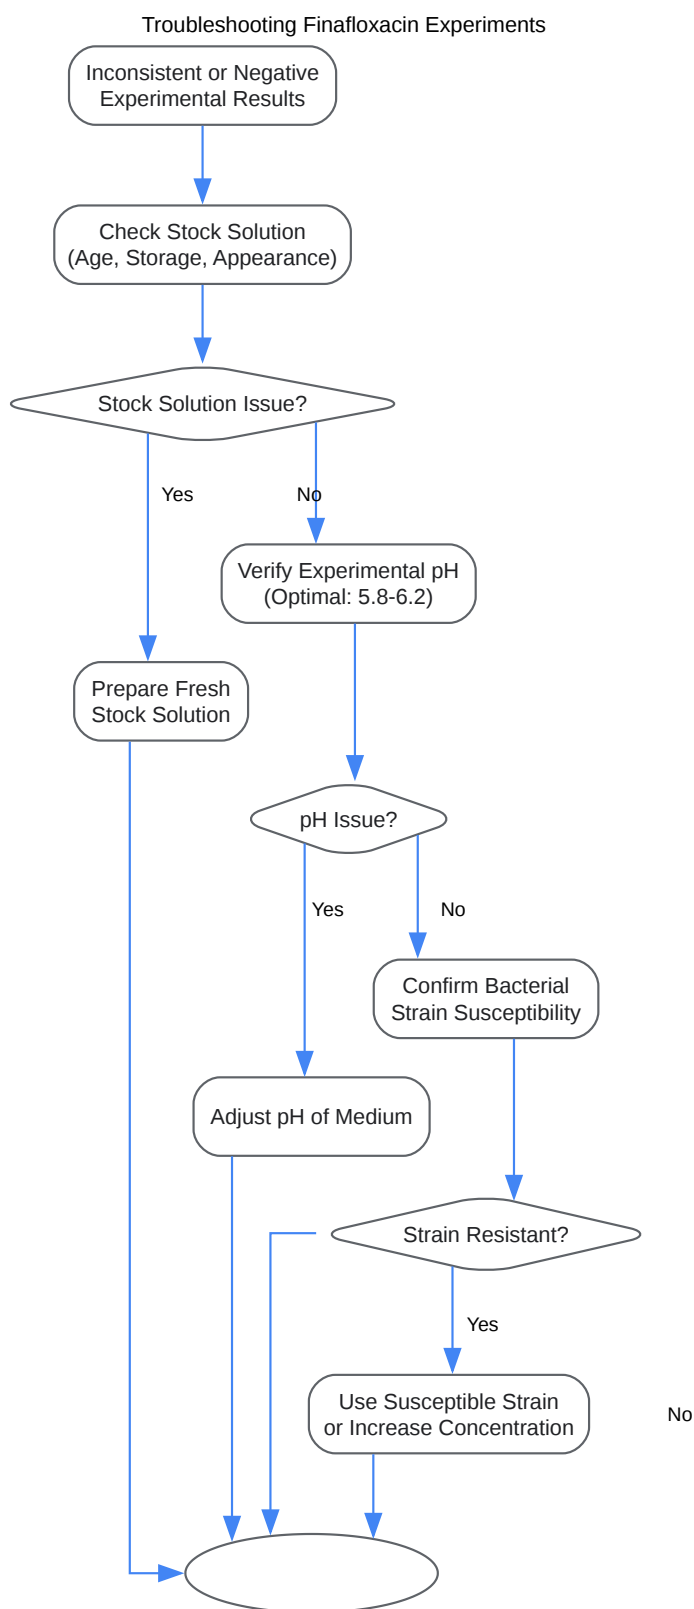 Troubleshooting Finafloxacin Experiments
Inconsistent or Negative
Experimental Results
Check Stock Solution
(Age, Storage, Appearance)
Stock Solution Issue?
Yes
No
Verify Experimental pH
(Optimal: 5.8-6.2)
Prepare Fresh
Stock Solution
pH Issue?
Yes
No
Confirm Bacterial
Strain Susceptibility
Adjust pH of Medium
Strain Resistant?
Yes
Use Susceptible Strain
or Increase Concentration
No